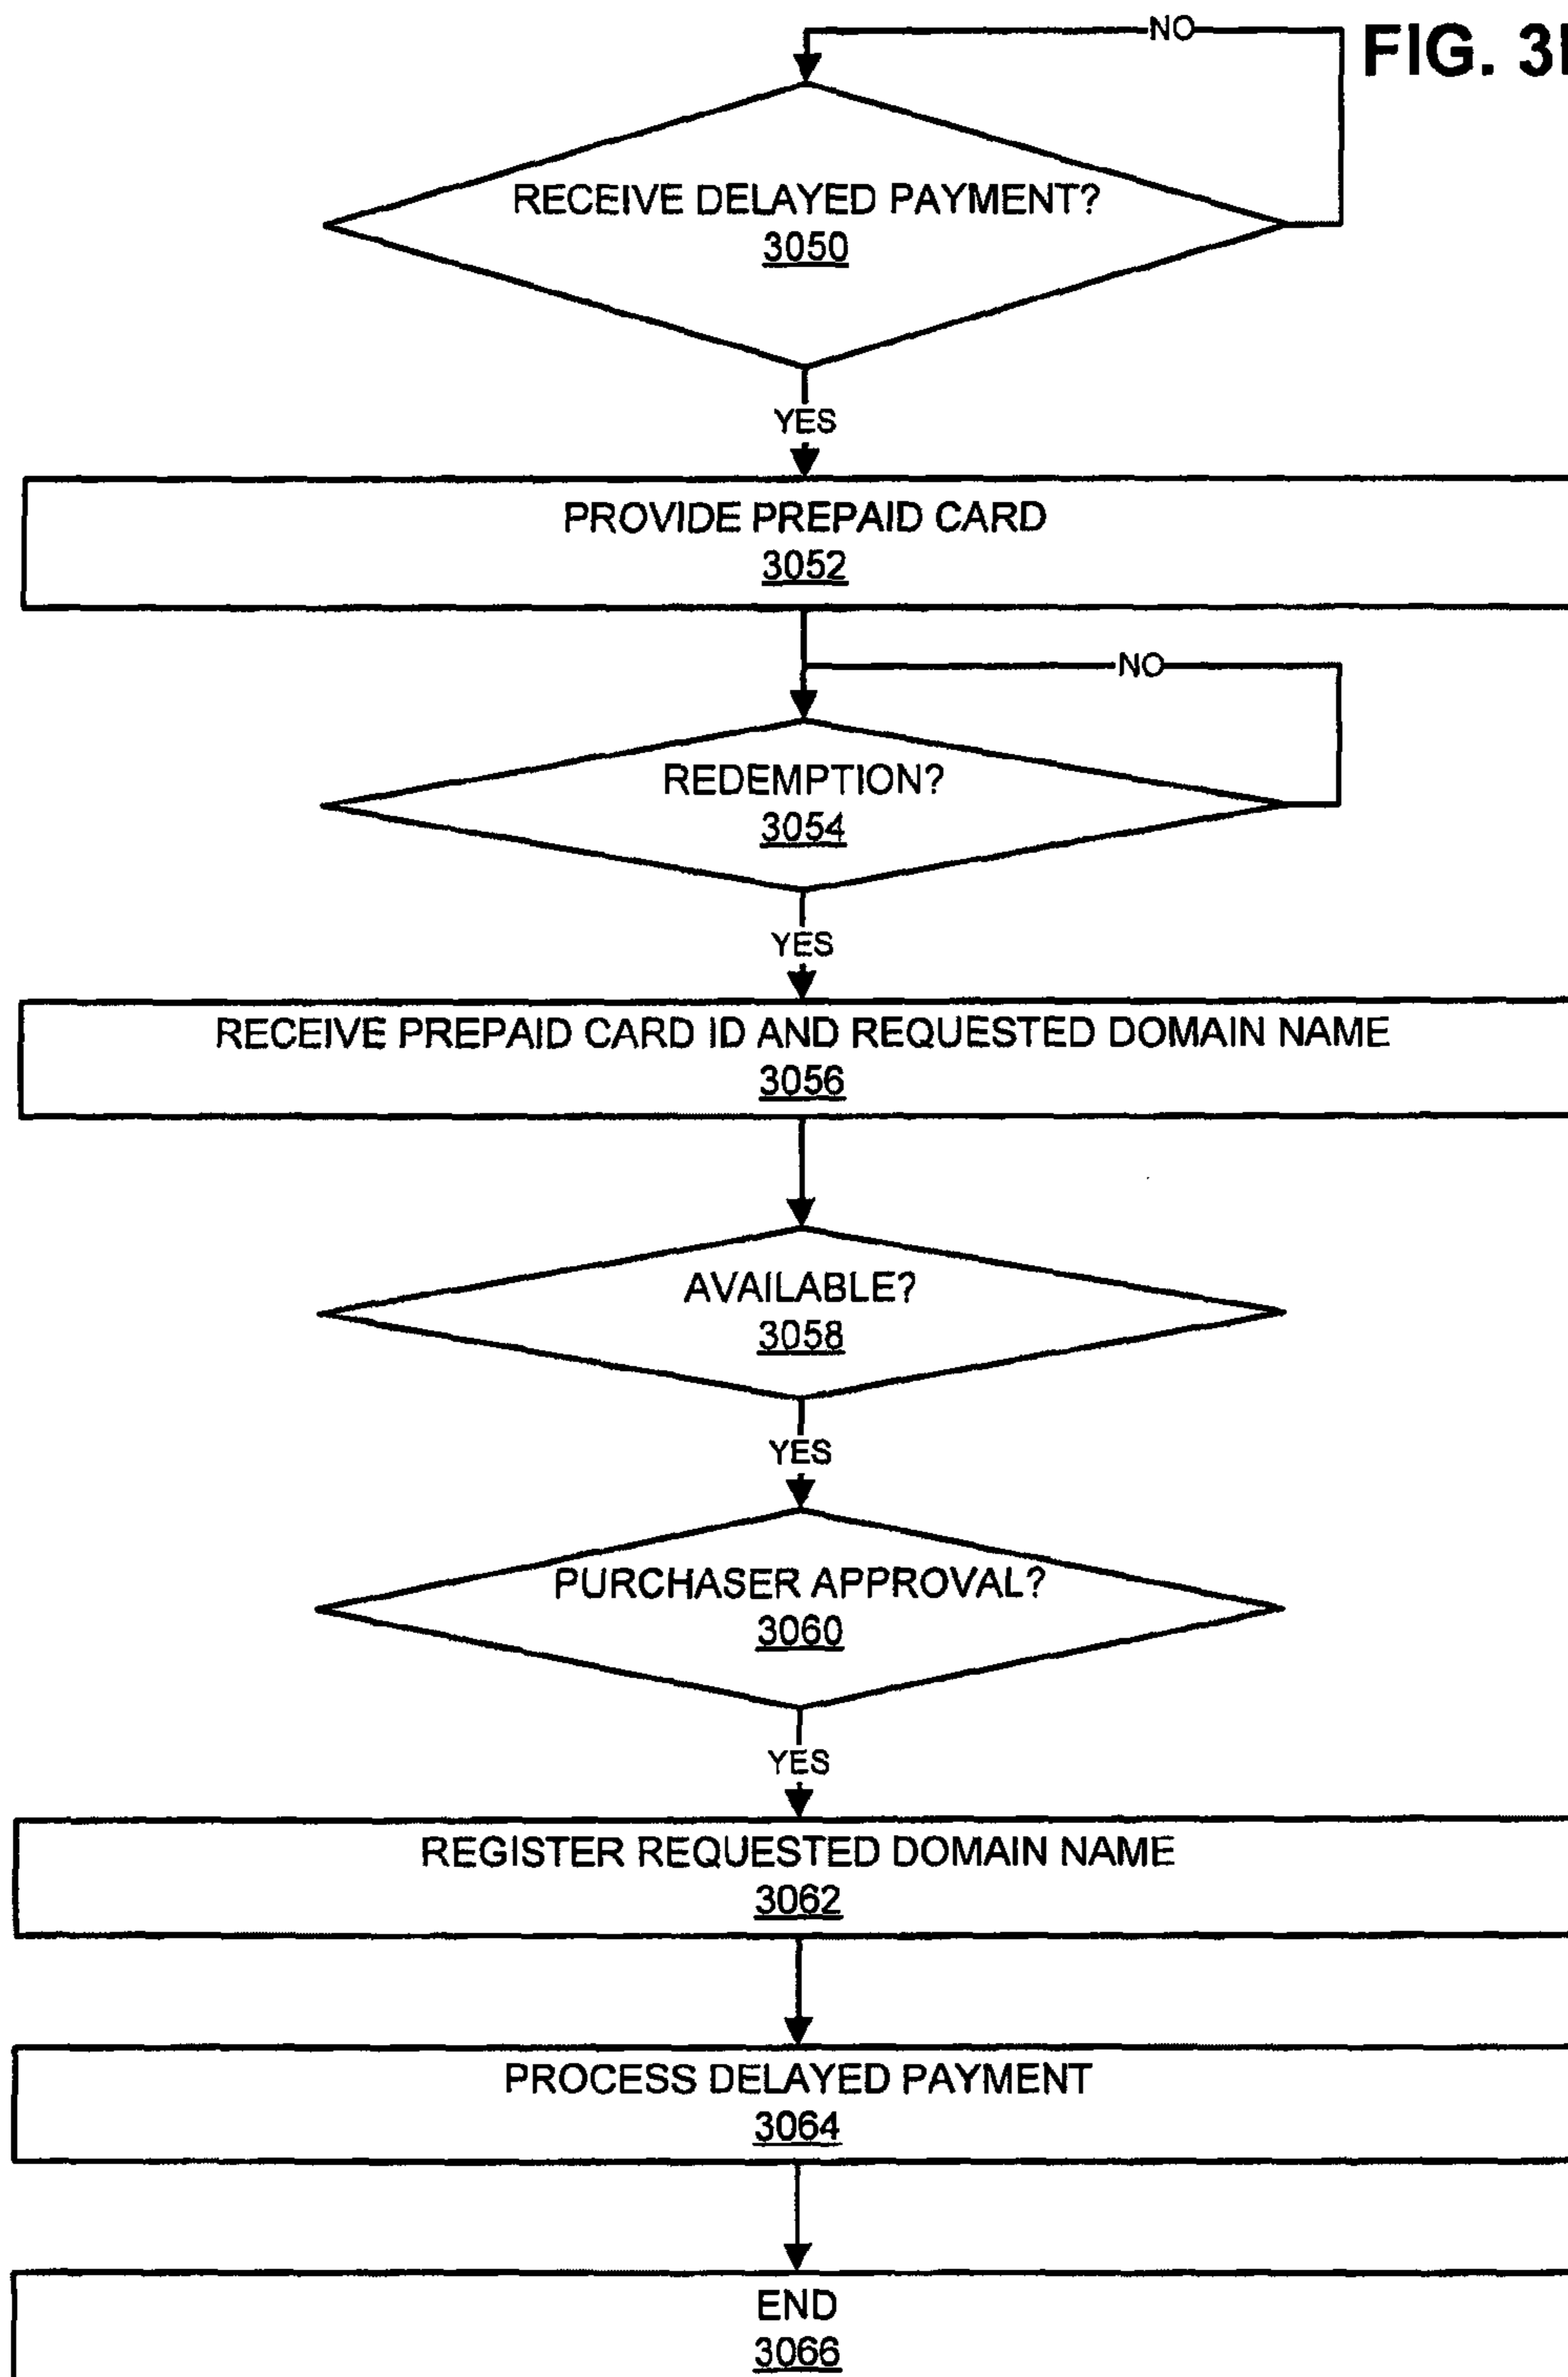 NO
FIG. 3
RECEIVE DELAYED PAYMENT?
3050
YES
PROVIDE PREPAID CARD
3052
NO
REDEMPTION?
3054
YES
RECEIVE PREPAID CARD ID AND REQUESTED DOMAIN NAME
3056
AVAILABLE?
3058
YES
PURCHASER APPROVAL?
3060
YES
REGISTER REQUESTED DOMAIN NAME
3062
PROCESS DELAYED PAYMENT
3064
END
3066